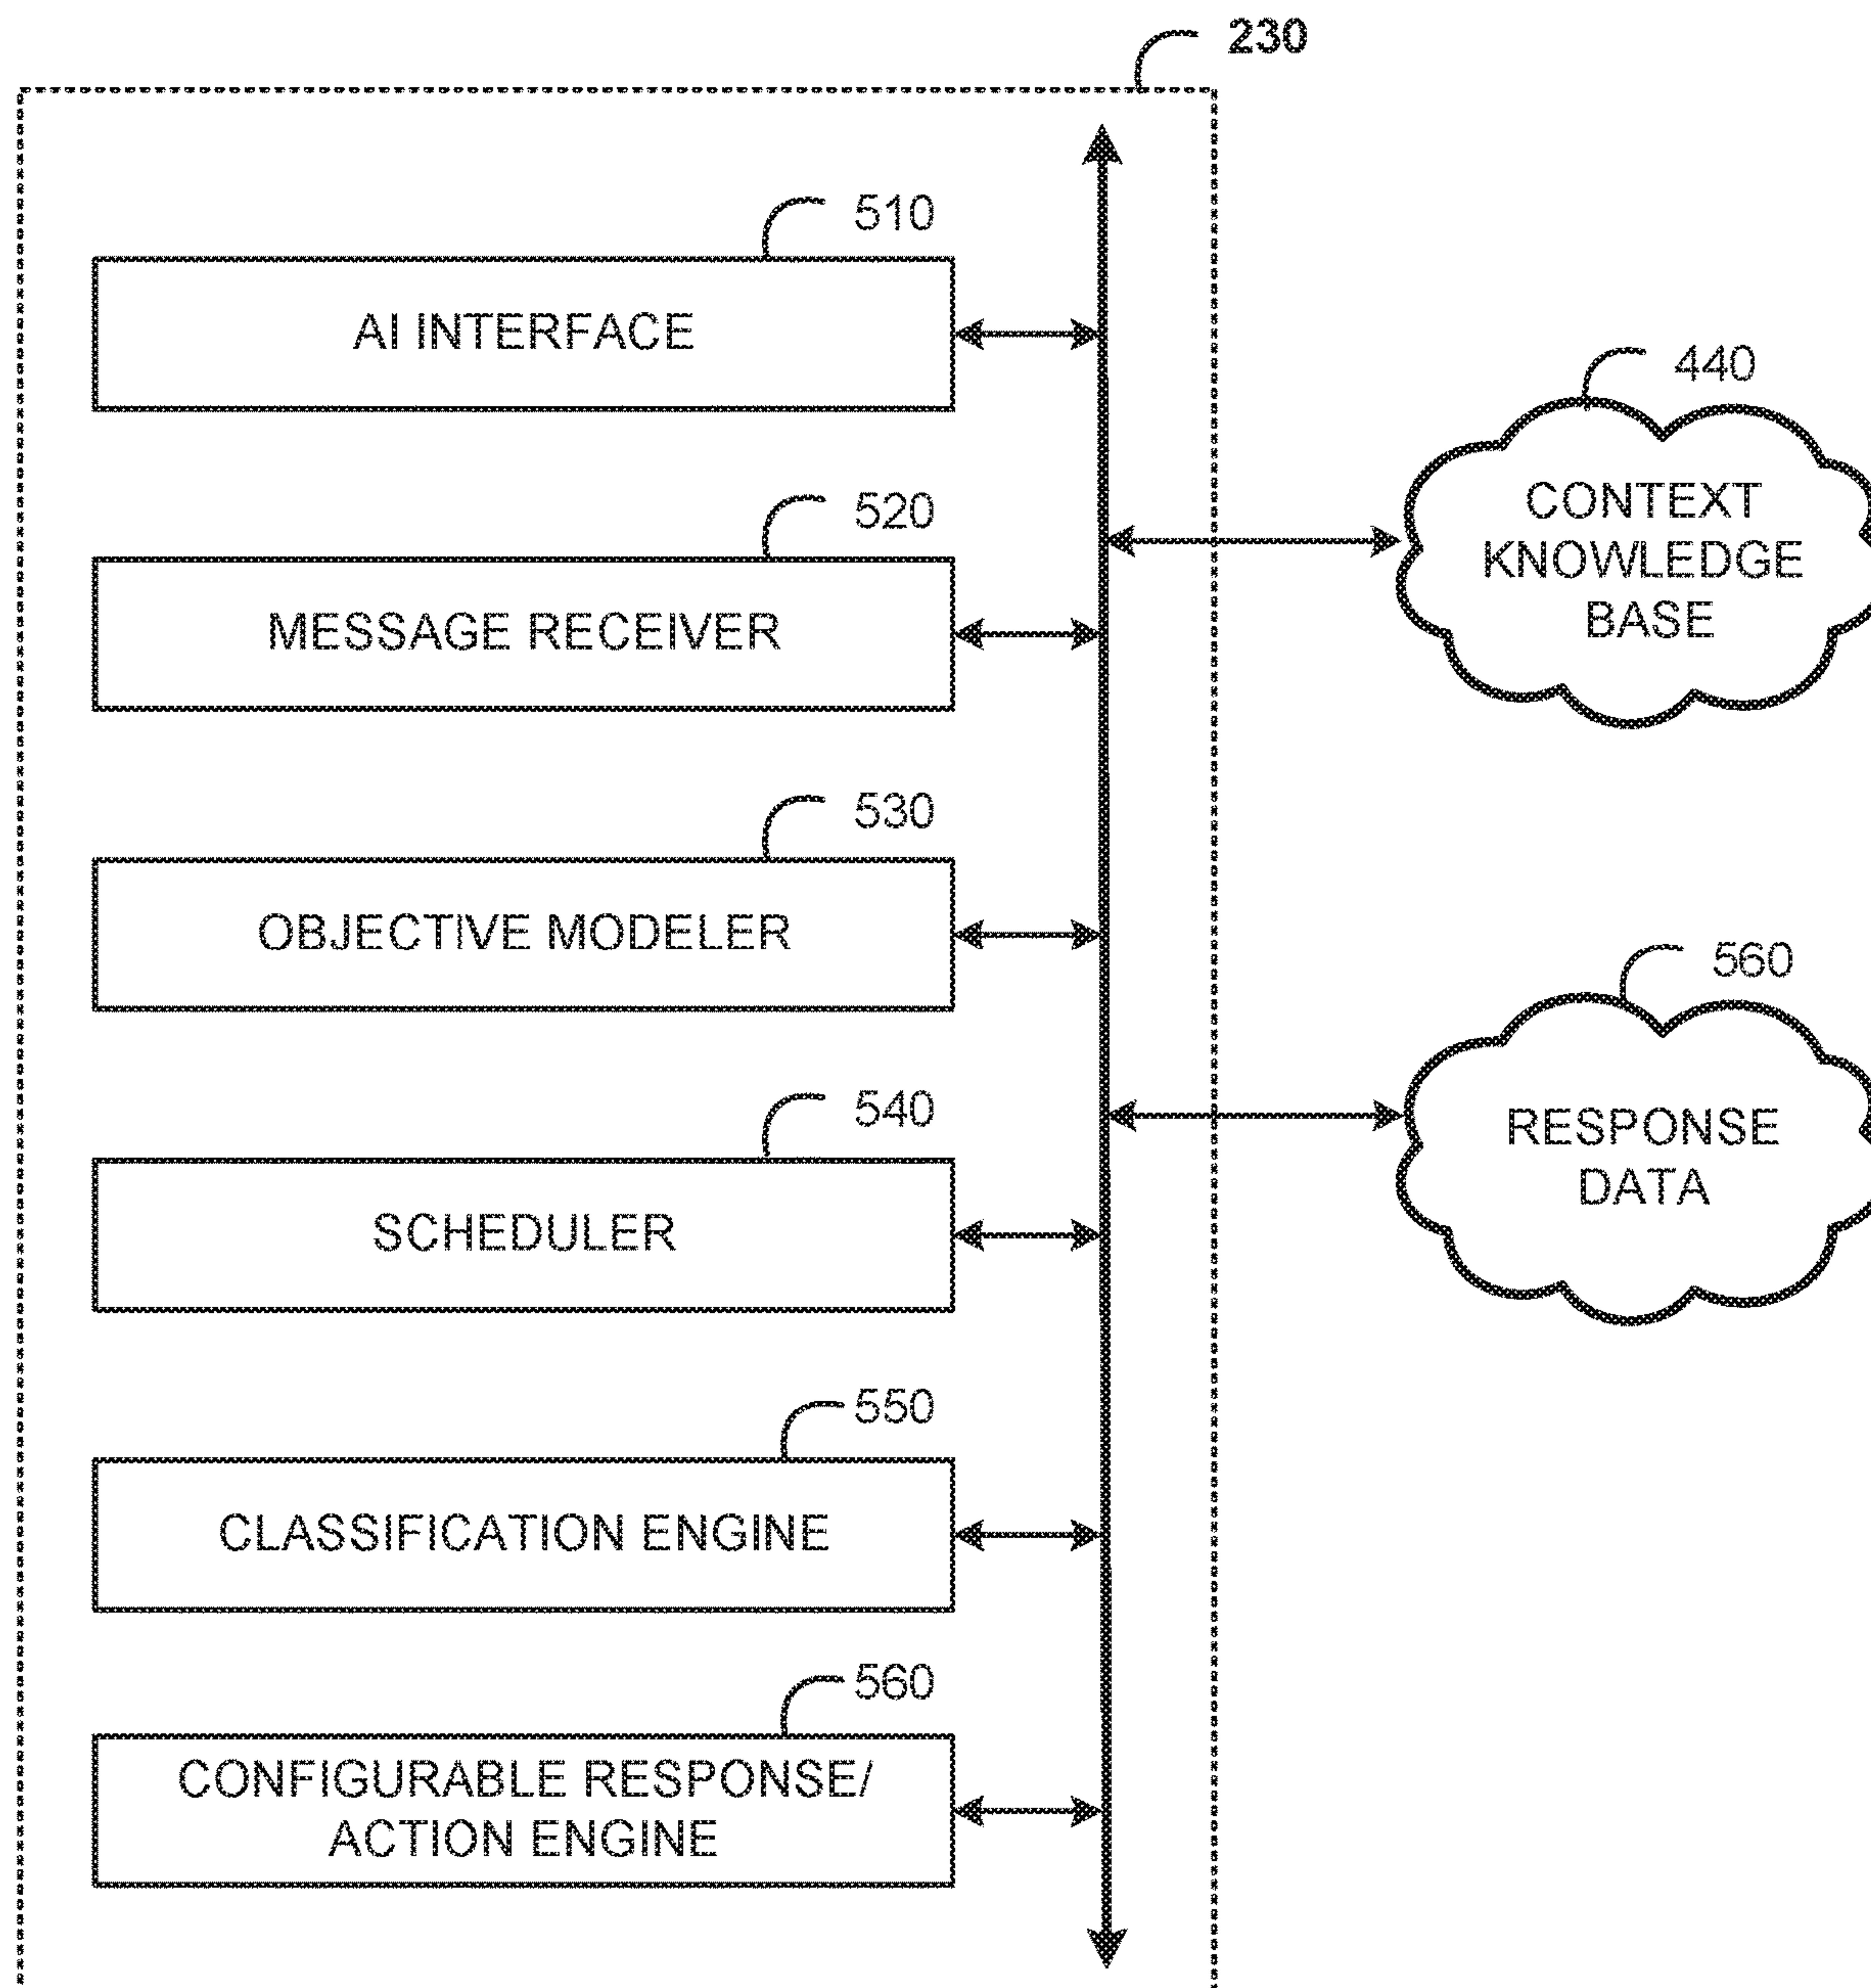 230
510
AI INTERFACE
440
CONTEXT
KNOWLEDGE
BASE
520
MESSAGE RECEIVER
530
OBJECTIVE MODELER
560
RESPONSE
DATA
540
SCHEDULER
550
CLASSIFICATION ENGINE
560
CONFIGURABLE RESPONSE/
ACTION ENGINE